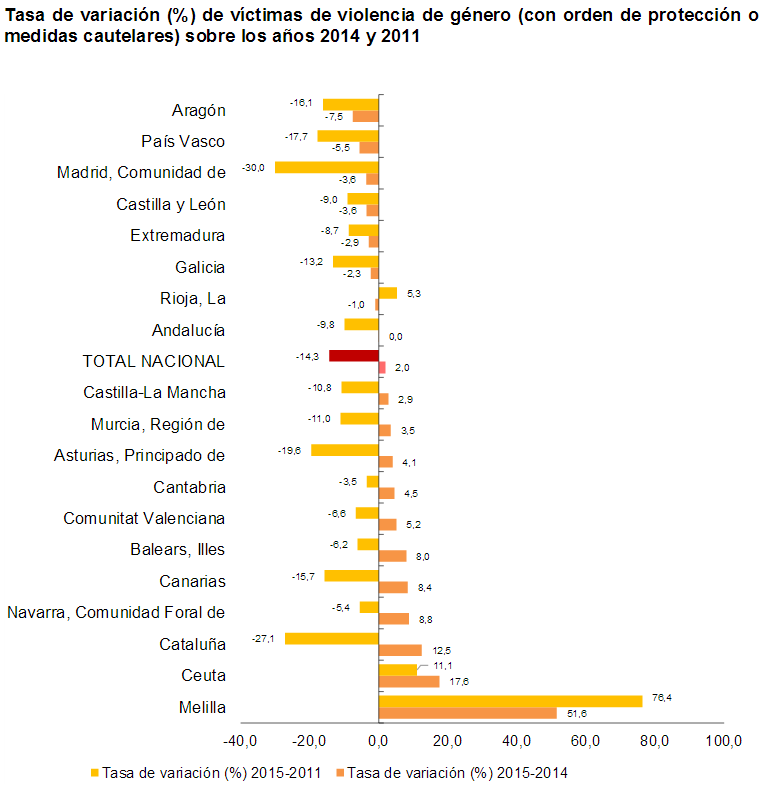 Tasa de variación (%) de víctimas de violencia de género (con orden de protección o
medidas cautelares) sobre los años 2014 y 2011
Aragón
-16,1
-7,5
País Vasco
-17,7
-5,5
Madrid, Comunidad de
-30,0
-3,6
Castilla y León
-9,0
-3,6
Extremadura
-8,7
-2,9
Galicia
-13,2
-2,3
Rioja, La
5,3
-1,0
Andalucía
-9,8
0,0
TOTAL NACIONAL
-14,3
2,0
Castilla-La Mancha
-10,8
2,9
Murcia, Región de
-11,0
3,5
Asturias, Principado de
-19,6
4,1
Cantabria
-3,5
4,5
Comunitat Valenciana
-6,6
5,2
Balears, Illes
-6,2
8,0
Canarias
-15,7
8,4
Navarra, Comunidad Foral de
-5,4
8,8
Cataluña
-27,1
12,5
Ceuta
11,1
17,6
Melilla
76,4
51,6
-40,0 -20,0 0,0 20,0 40,0 60,0 80,0 100,0
Tasa de variación (%) 2015-2011 Tasa de variación (%) 2015-2014